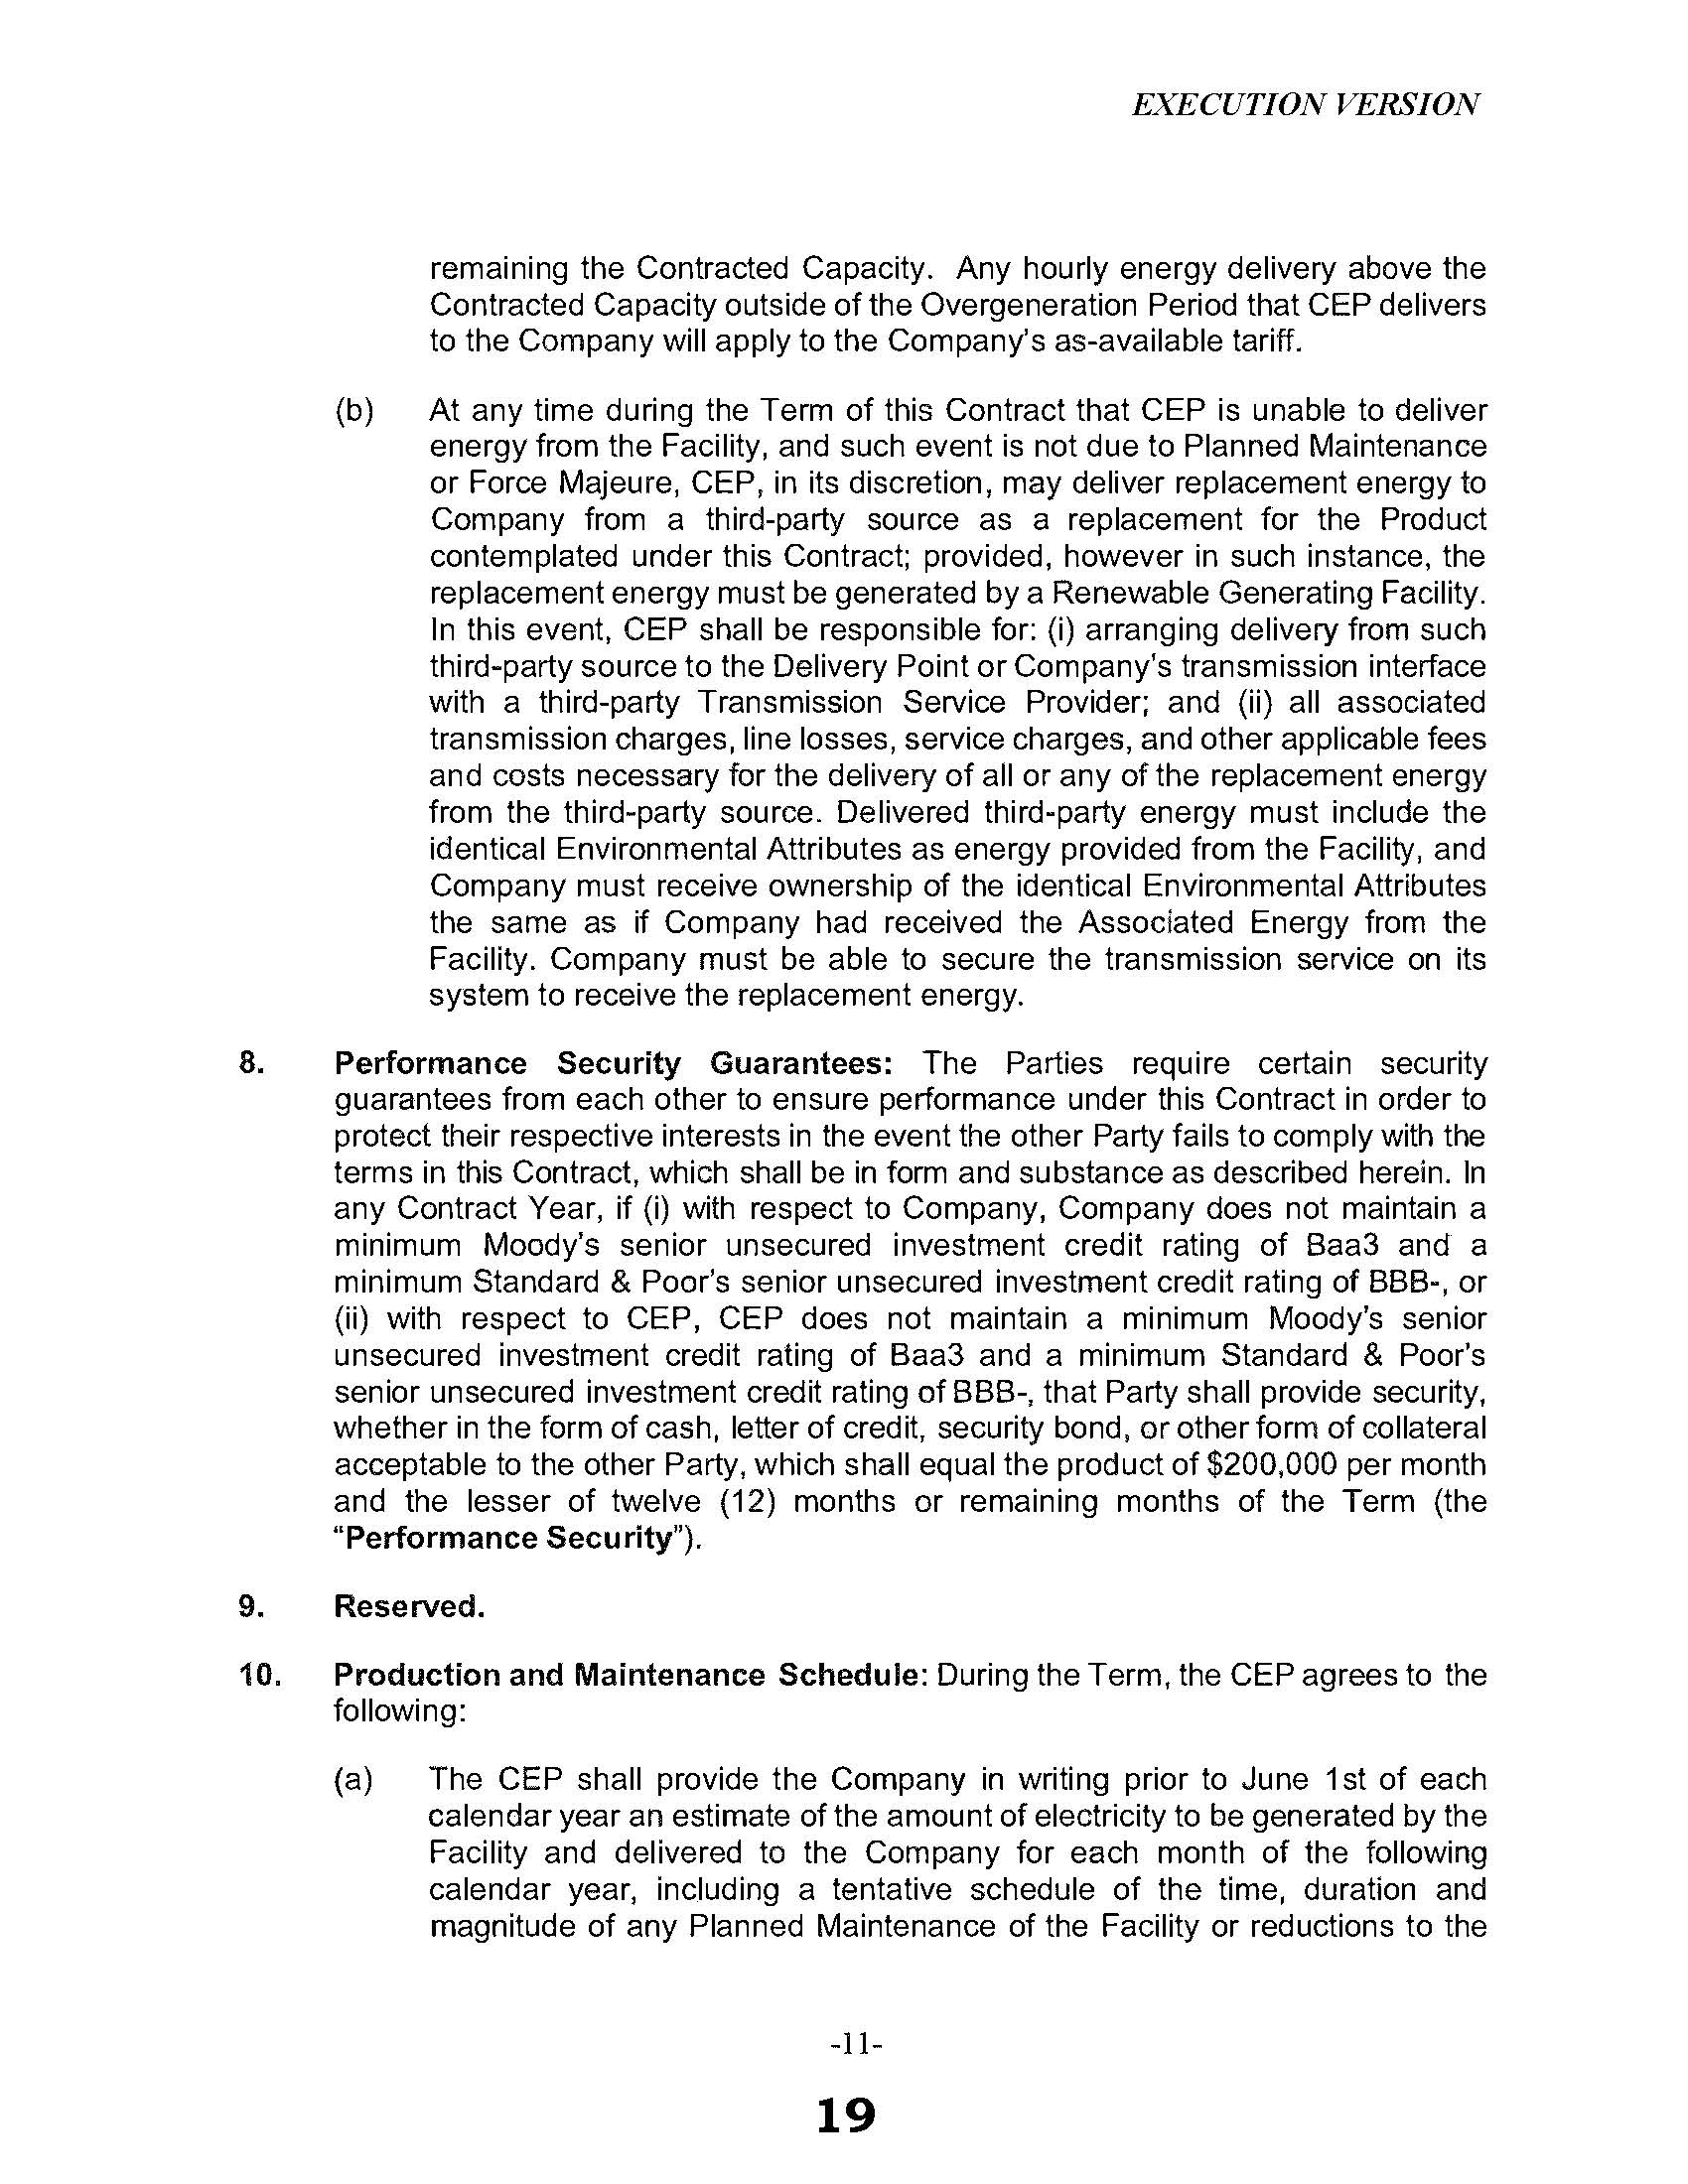 EXECUTION VERSION
remaining the Contracted Capacity. Any hourly energy delivery above the
Contracted Capacity outside of the Overgeneration Period that CEP delivers
to the Company will apply to the Company's as-available tariff.
(b) At any time during the Term of this Contract that CEP is unable to deliver
energy from the Facility, and such event is not due to Planned Maintenance
or Force Majeure, CEP, in its discretion, may deliver replacement energy to
Company from a third-party source as a replacement for the Product
contemplated under this Contract; provided, however in such instance, the
replacement energy must be generated by a Renewable Generating Facility.
In this event, CEP shall be responsible for: (i) arranging delivery from such
third-party source to the Delivery Point or Company's transmission interface
with a third-party Transmission Service Provider; and (ii) all associated
transmission charges, line losses, service charges, and other applicable fees
and costs necessary for the delivery of all or any of the replacement energy
from the third-party source. Delivered third-party energy must include the
identical Environmental Attributes as energy provided from the Facility, and
Company must receive ownership of the identical Environmental Attributes
the same as if Company had received the Associated Energy from the
Facility. Company must be able to secure the transmission service on its
system to receive the replacement energy.
8. Performance Security Guarantees: The Parties require certain security
guarantees from each other to ensure performance under this Contract in order to
protect their respective interests in the event the other Party fails to comply with the
terms in this Contract, which shall be in form and substance as described herein. In
any Contract Year, if (i) with respect to Company, Company does not maintain a
minimum Moody's senior unsecured investment credit rating of Baa3 and a
minimum Standard & Poor's senior unsecured investment credit rating of BBB-, or
(ii) with respect to CEP, CEP does not maintain a minimum Moody's senior
unsecured investment credit rating of Baa3 and a minimum Standard & Poor's
senior unsecured investment credit rating of BBB-, that Party shall provide security,
whether in the form of cash, letter of credit, security bond, or other form of collateral
acceptable to the other Party, which shall equal the product of $200,000 per month
and the lesser of twelve (12) months or remaining months of the Term (the
"Performance Security").
9. Reserved.
10. Production and Maintenance Schedule: During the Term, the CEP agrees to the
following:
(a) The CEP shall provide the Company in writing prior to June 1st of each
calendar year an estimate of the amount of electricity to be generated by the
Facility and delivered to the Company for each month of the following
calendar year, including a tentative schedule of the time, duration and
magnitude of any Planned Maintenance of the Facility or reductions to the
-11-
19